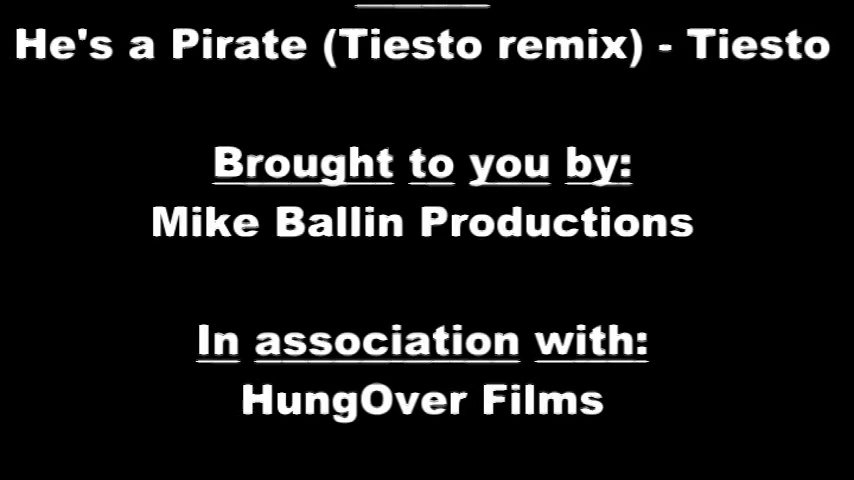 He's a Pirate (Tiesto remix) - Tiesto
Brought to you by:
Mike Ballin Productions
In association with:
HungOver Films